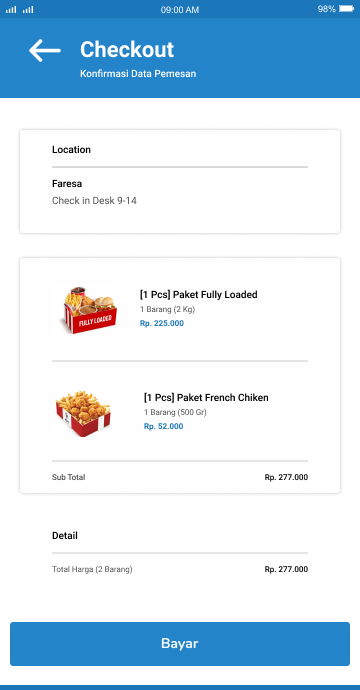 09:00 AM
98%
Checkout
Konfirmasi Data Pemesan
Location
Faresa
Check in Desk 9-14
FULLY LOADED
[1 Pcs] Paket Fully Loaded
1 Barang (2 Kg)
Rp. 225.000
[1 Pcs] Paket French Chiken
1 Barang (500 Gr)
Rp. 52.000
Sub Total Rp. 277.000
Detail
Total Harga (2 Barang) Rp. 277.000
Bayar